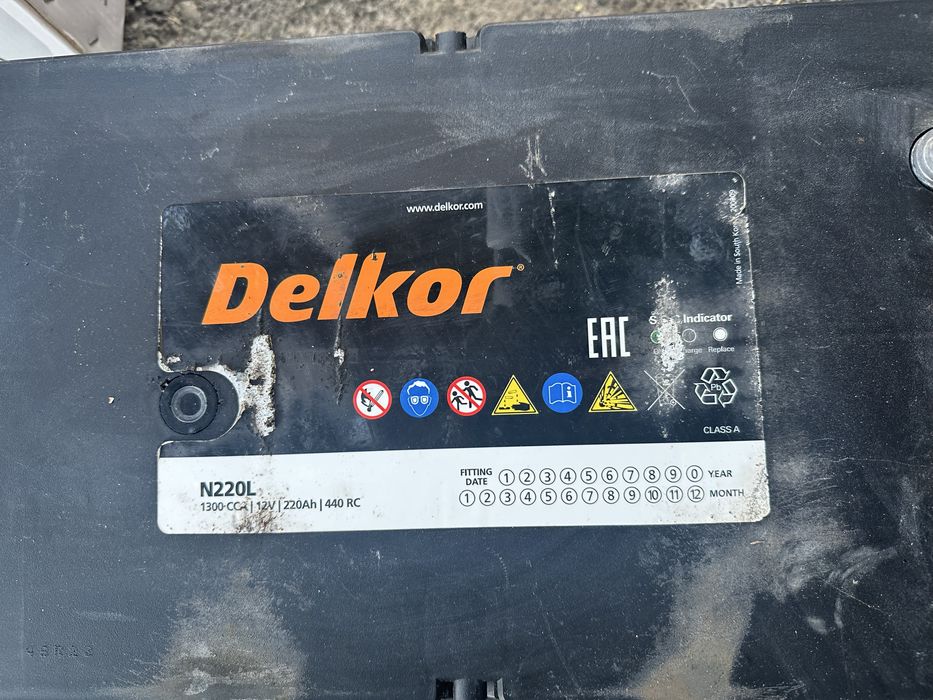 www.delkor.com
Delkor®
Made in South
EAC
Indicator
Replace
Pb
CLASS A
N220L
1300 CCA | 12V | 220Ah | 440 RC
FITTING DATE 1 2 3 4 5 6 7 8 9 0 YEAR
1 2 3 4 5 6 7 8 9 10 11 12 MONTH